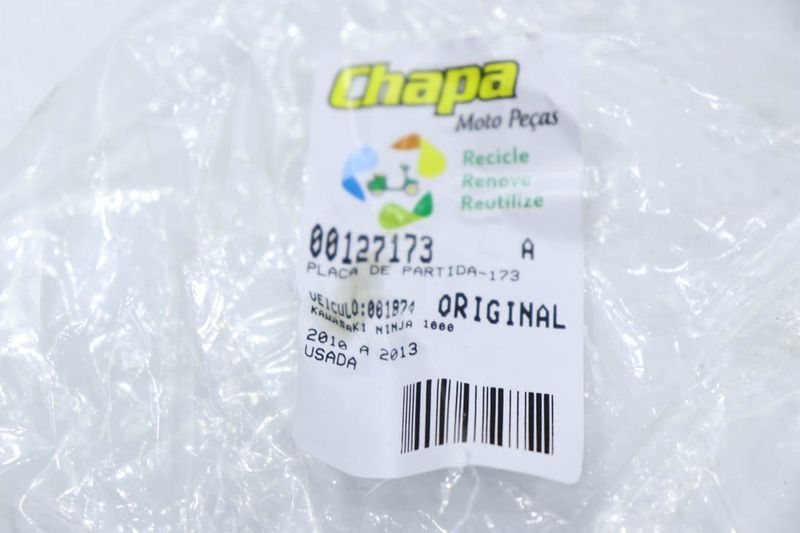 Chapa
Moto Peças
Recicle
Renove
Reutilize
00127173 A
PLACA DE PARTIDA-173
VEICULO:001874 ORIGINAL
KAWASAKI NINJA 1000
2010 A 2013
USADA